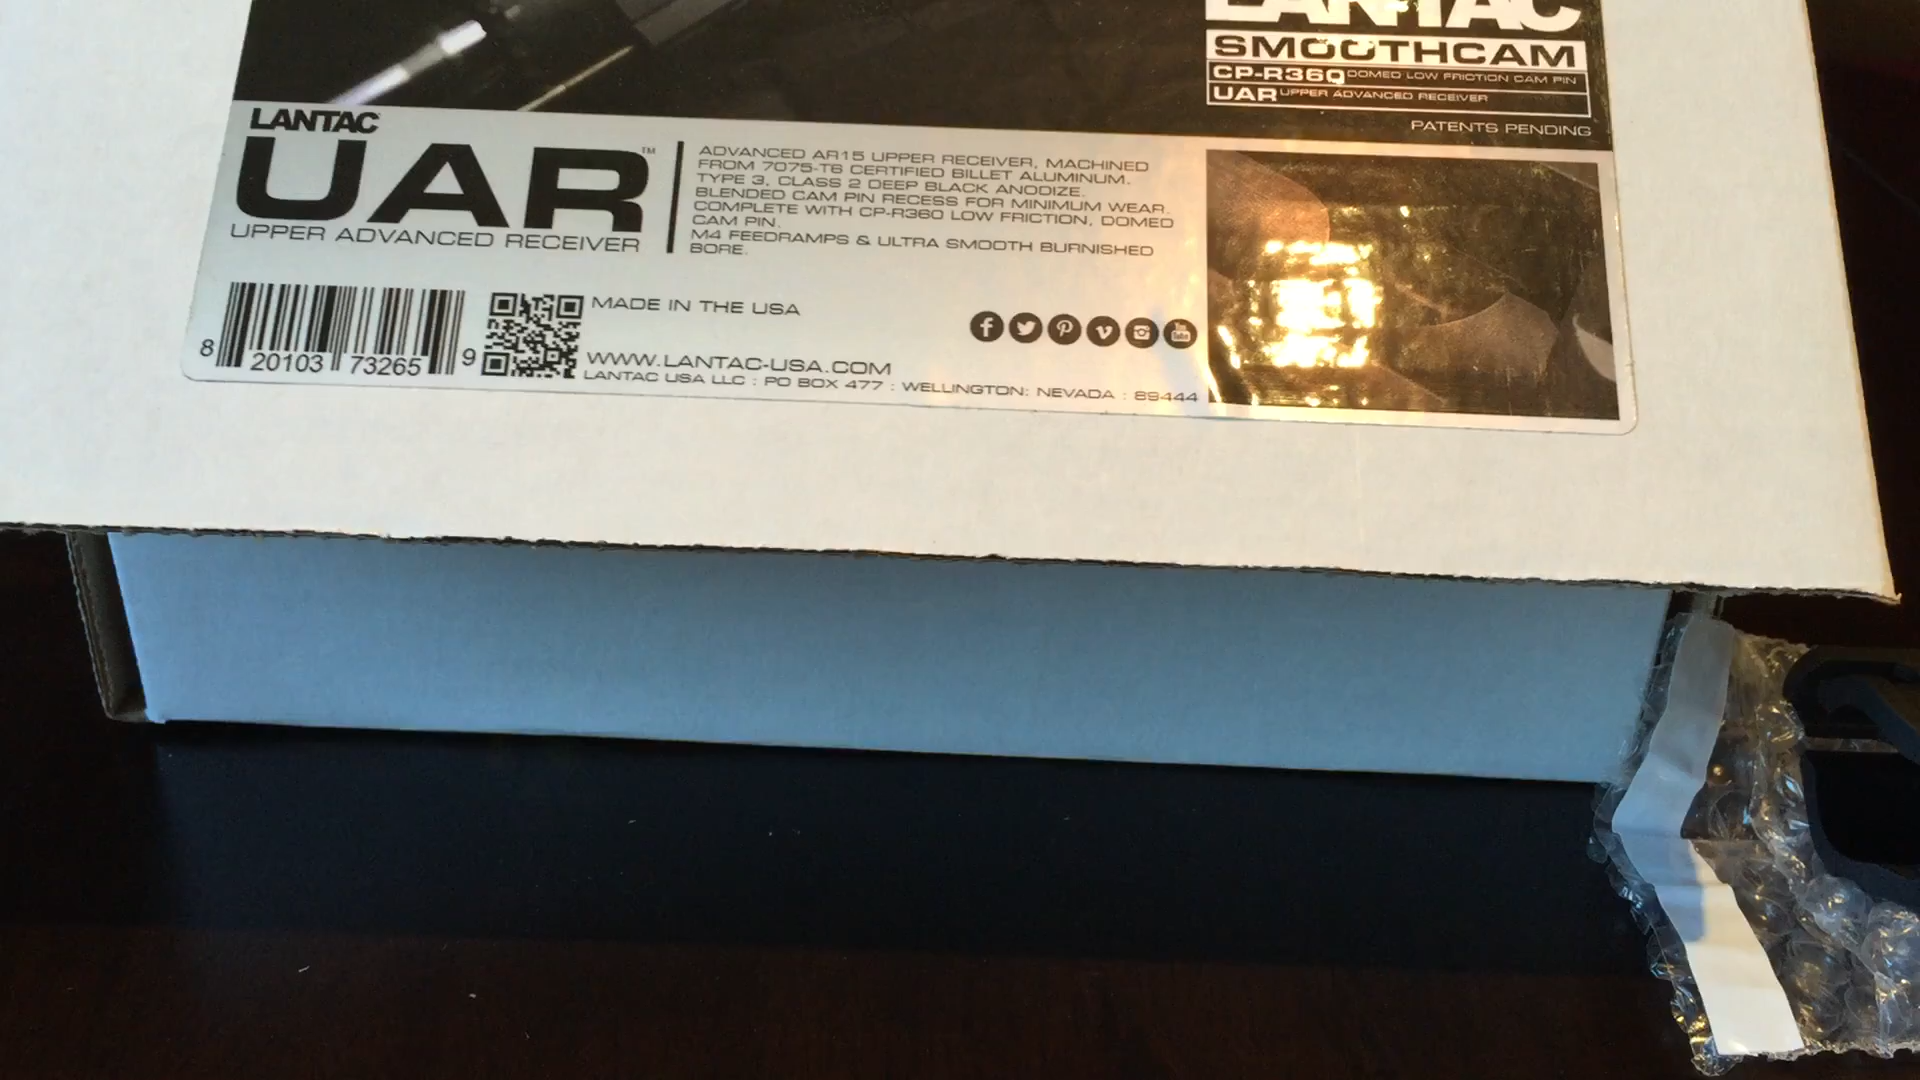 LANTAC
SMOOTHCAM
CP-R360 DOMED LOW FRICTION CAM PIN
UAR UPPER ADVANCED RECEIVER
PATENTS PENDING
LANTAC
UAR™
UPPER ADVANCED RECEIVER
ADVANCED AR15 UPPER RECEIVER, MACHINED
FROM 7075-T6 CERTIFIED BILLET ALUMINUM.
TYPE 3, CLASS 2 DEEP BLACK ANODIZE.
BLENDED CAM PIN RECESS FOR MINIMUM WEAR.
COMPLETE WITH CP-R360 LOW FRICTION, DOMED
CAM PIN.
M4 FEEDRAMPS & ULTRA SMOOTH BURNISHED
BORE.
MADE IN THE USA
8 20103 73265 9
WWW.LANTAC-USA.COM
LANTAC USA LLC : PO BOX 477 : WELLINGTON: NEVADA : 89444
You Tube